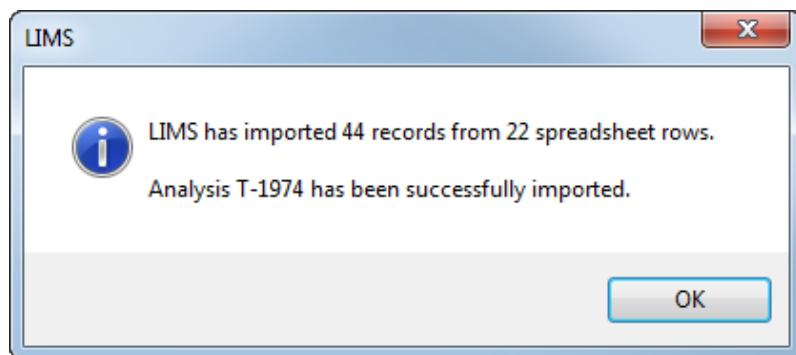 LIMS
LIMS has imported 44 records from 22 spreadsheet rows.
Analysis T-1974 has been successfully imported.
OK